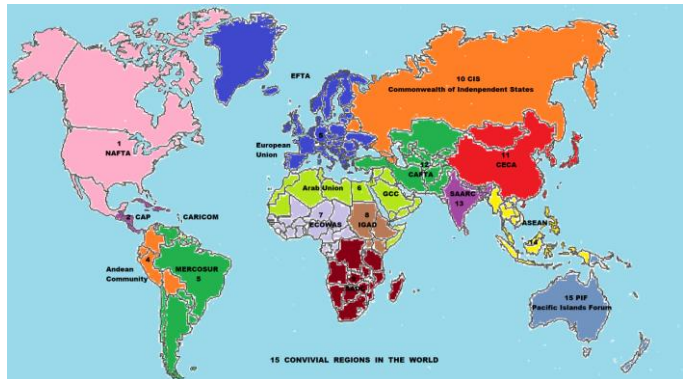 EFTA
10 CIS
Commonwealth of Independent States
1
NAFTA
European
Union
12
CAFTA
11
CECA
Arab Union 6
GCC
SAARC
13
2 CAP
CARICOM
7
ECOWAS
8
IGAD
ASEAN
14
4
Andean
Community
MERCOSUR
5
15 PIF
Pacific Islands Forum
15 CONVIVIAL REGIONS IN THE WORLD